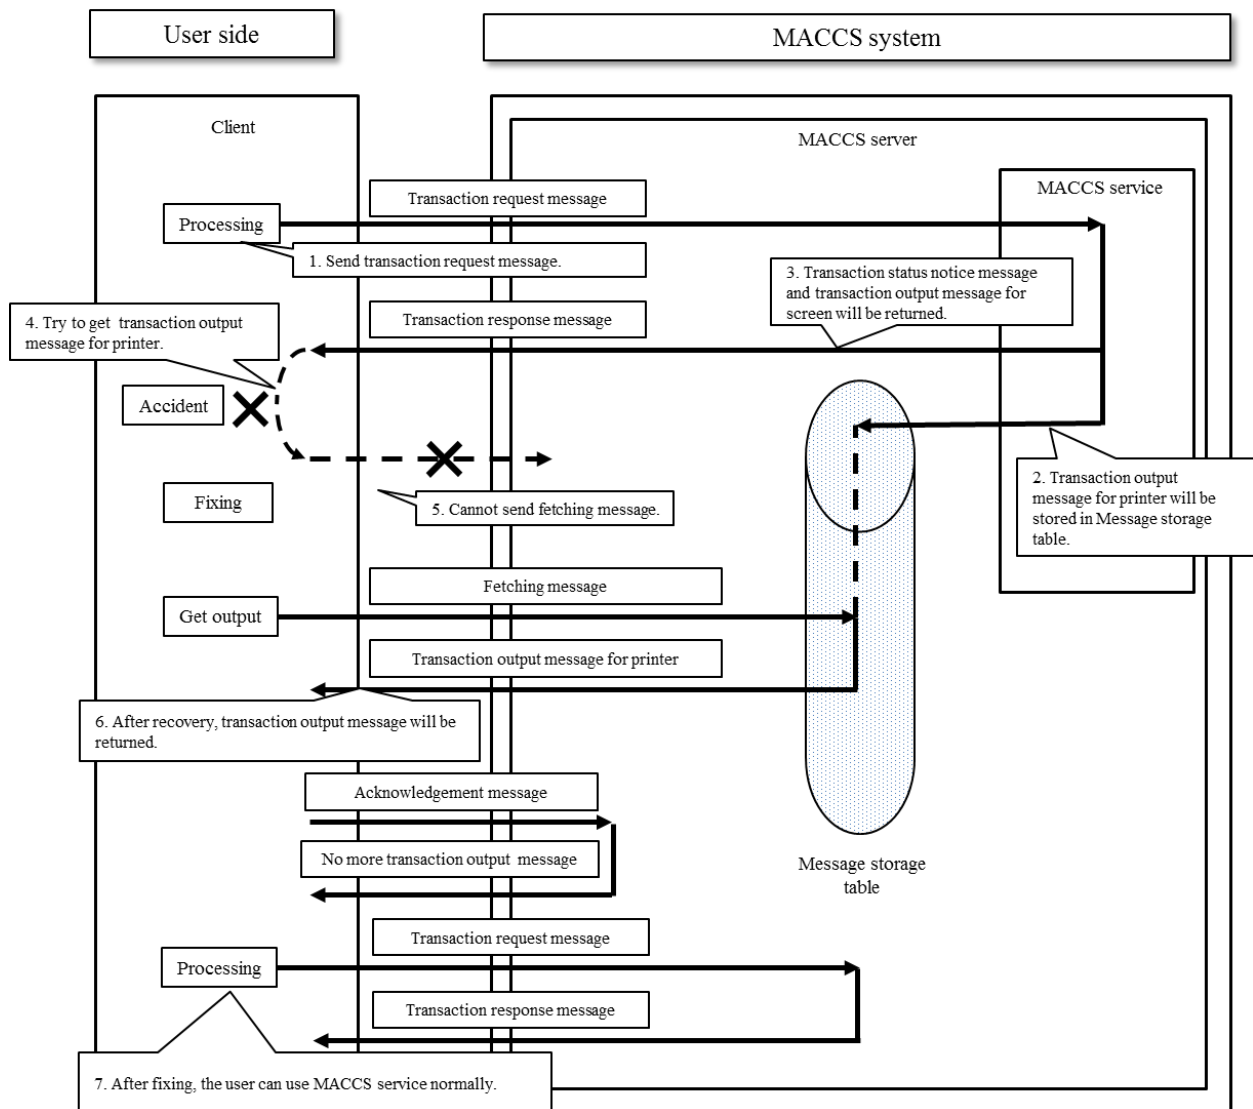 User side
MACCS system
Client
MACCS server
MACCS service
Transaction request message
Processing
1. Send transaction request message.
3. Transaction status notice message
and transaction output message for
screen will be returned.
4. Try to get transaction output
message for printer.
Transaction response message
Accident
2. Transaction output
message for printer will be
stored in Message storage
table.
Fixing
5. Cannot send fetching message.
Fetching message
Get output
Transaction output message for printer
6. After recovery, transaction output message will be
returned.
Acknowledgement message
No more transaction output message
Message storage
table
Transaction request message
Processing
Transaction response message
7. After fixing, the user can use MACCS service normally.